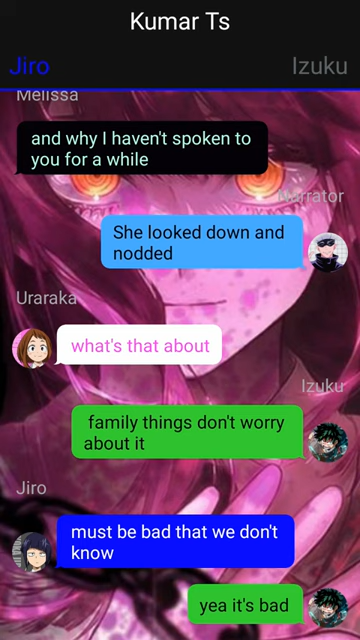 Kumar Ts
Jiro
Izuku
Melissa
and why I haven't spoken to
you for a while
Narrator
She looked down and
nodded
Uraraka
what's that about
Izuku
family things don't worry
about it
Jiro
must be bad that we don't
know
yea it's bad